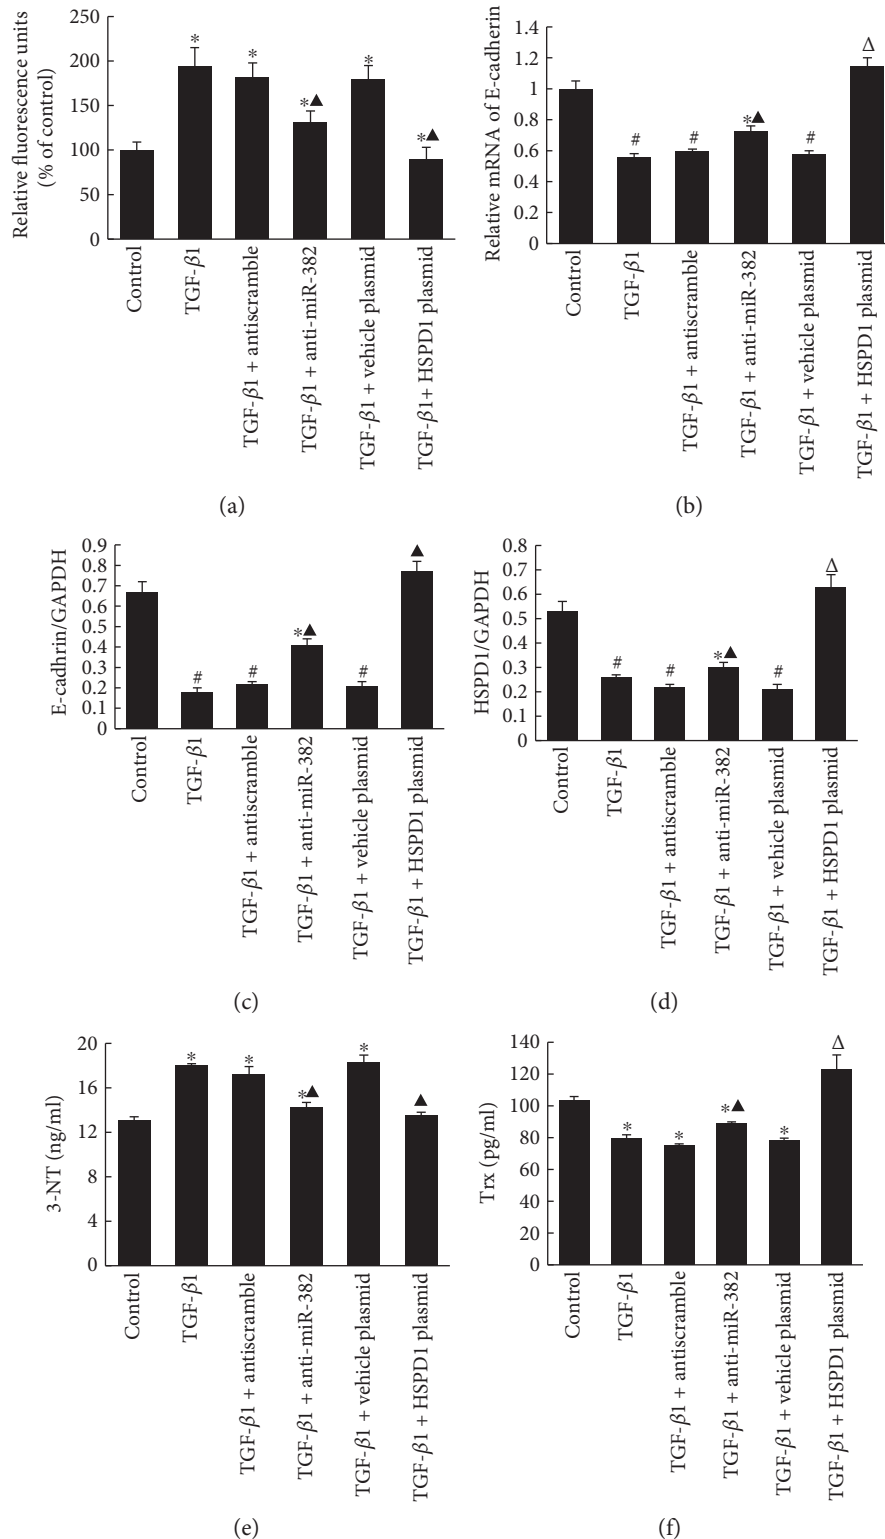 Relative fluorescence units
(% of control)
250
200
150
100
50
0
* * *▲ * *▲
Control
TGF-β1
TGF-β1 + antiscramble
TGF-β1 + anti-miR-382
TGF-β1 + vehicle plasmid
TGF-β1+ HSPD1 plasmid
(a)
Relative mRNA of E-cadherin
1.4
1.2
1
0.8
0.6
0.4
0.2
0
# # *▲ # Δ
Control
TGF-β1
TGF-β1 + antiscramble
TGF-β1 + anti-miR-382
TGF-β1 + vehicle plasmid
TGF-β1 + HSPD1 plasmid
(b)
E-cadhrin/GAPDH
0.9
0.8
0.7
0.6
0.5
0.4
0.3
0.2
0.1
0
# # *▲ # ▲
Control
TGF-β1
TGF-β1 + antiscramble
TGF-β1 + anti-miR-382
TGF-β1 + vehicle plasmid
TGF-β1 + HSPD1 plasmid
(c)
HSPD1/GAPDH
0.8
0.7
0.6
0.5
0.4
0.3
0.2
0.1
0
# # *▲ # Δ
Control
TGF-β1
TGF-β1 + antiscramble
TGF-β1 + anti-miR-382
TGF-β1 + vehicle plasmid
TGF-β1 + HSPD1 plasmid
(d)
3-NT (ng/ml)
20
16
12
8
4
0
* * *▲ * ▲
Control
TGF-β1
TGF-β1 + antiscramble
TGF-β1 + anti-miR-382
TGF-β1 + vehicle plasmid
TGF-β1 + HSPD1 plasmid
(e)
Trx (pg/ml)
140
120
100
80
60
40
20
0
* * *▲ * Δ
Control
TGF-β1
TGF-β1 + antiscramble
TGF-β1 + anti-miR-382
TGF-β1 + vehicle plasmid
TGF-β1 + HSPD1 plasmid
(f)